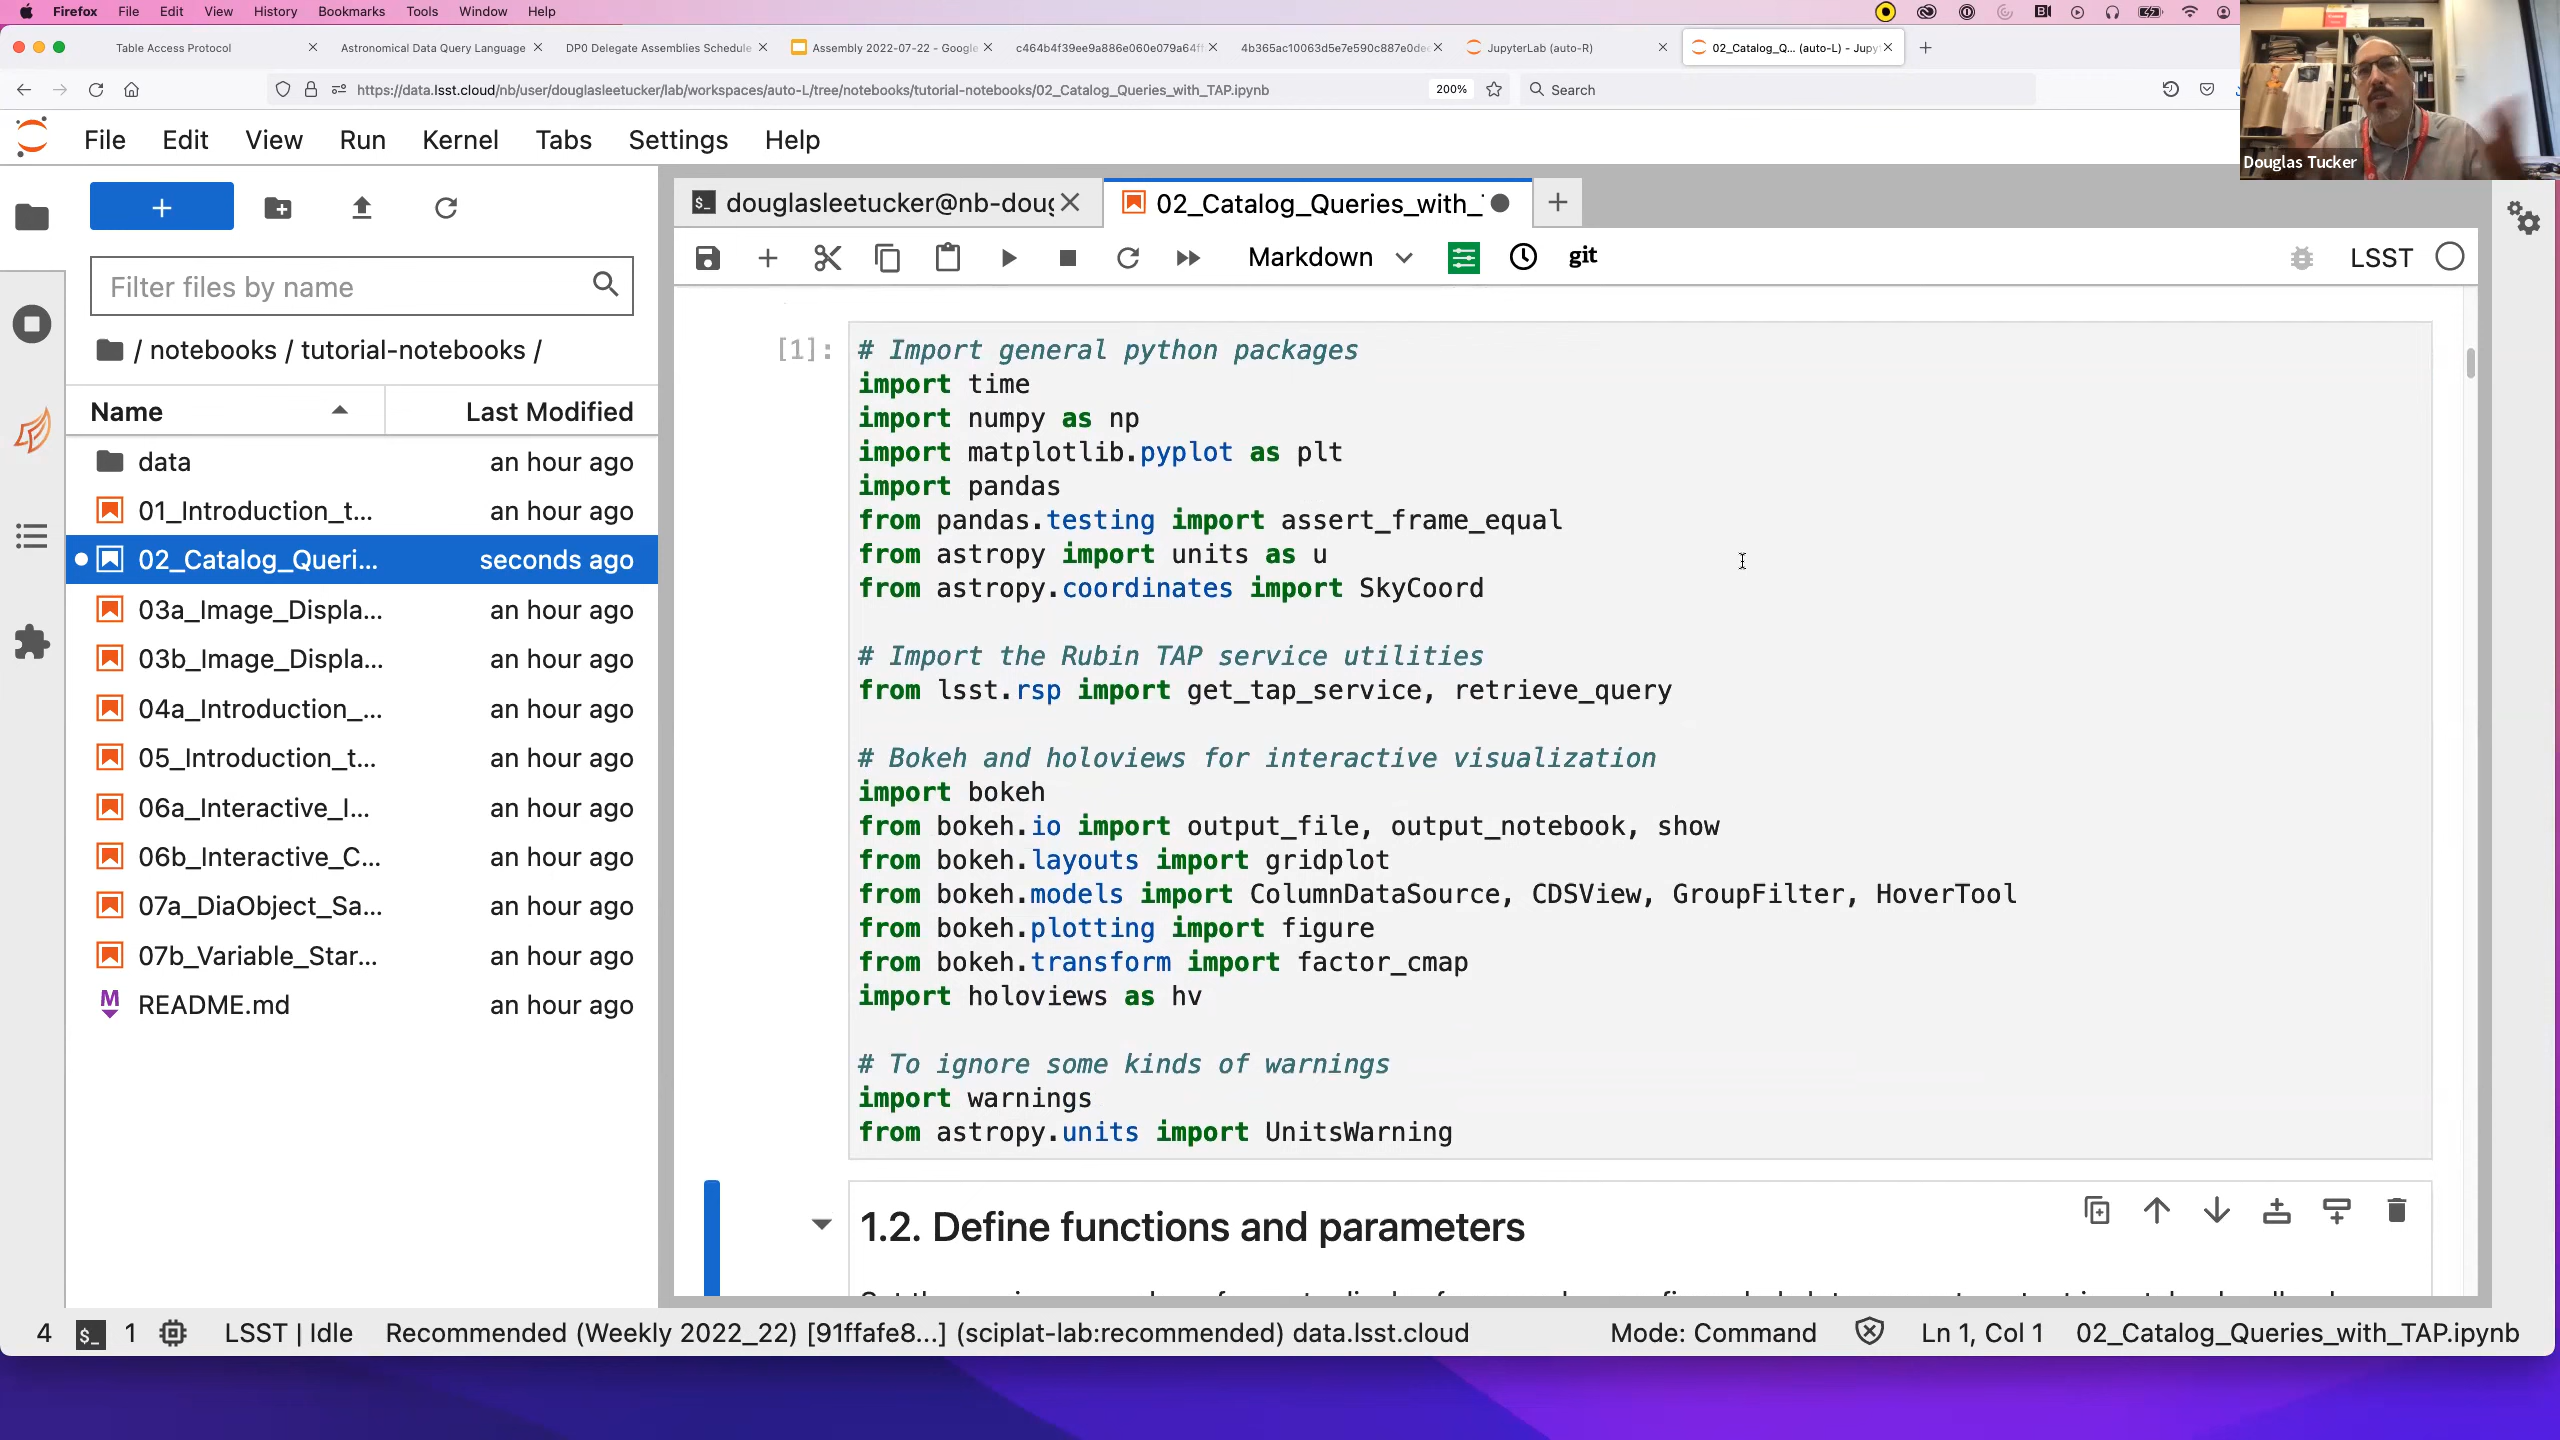 Firefox File Edit View History Bookmarks Tools Window Help
Table Access Protocol
Astronomical Data Query Language
DP0 Delegate Assemblies Schedule
Assembly 2022-07-22 - Google
c464b4f39ee9a886e060e079a64ff
4b365ac10063d5e7e590c887e0dee
JupyterLab (auto-R)
02_Catalog_Q... (auto-L) - Jupy
https://data.lsst.cloud/nb/user/douglasleetucker/lab/workspaces/auto-L/tree/notebooks/tutorial-notebooks/02_Catalog_Queries_with_TAP.ipynb
200%
Search
Douglas Tucker
File Edit View Run Kernel Tabs Settings Help
Filter files by name
/ notebooks / tutorial-notebooks /
Name Last Modified
data an hour ago
01_Introduction_t... an hour ago
02_Catalog_Queri... seconds ago
03a_Image_Displa... an hour ago
03b_Image_Displa... an hour ago
04a_Introduction_... an hour ago
05_Introduction_t... an hour ago
06a_Interactive_I... an hour ago
06b_Interactive_C... an hour ago
07a_DiaObject_Sa... an hour ago
07b_Variable_Star... an hour ago
README.md an hour ago
douglasleetucker@nb-doug
02_Catalog_Queries_with_
Markdown
git
LSST
[1]:
# Import general python packages
import time
import numpy as np
import matplotlib.pyplot as plt
import pandas
from pandas.testing import assert_frame_equal
from astropy import units as u
from astropy.coordinates import SkyCoord
# Import the Rubin TAP service utilities
from lsst.rsp import get_tap_service, retrieve_query
# Bokeh and holoviews for interactive visualization
import bokeh
from bokeh.io import output_file, output_notebook, show
from bokeh.layouts import gridplot
from bokeh.models import ColumnDataSource, CDSView, GroupFilter, HoverTool
from bokeh.plotting import figure
from bokeh.transform import factor_cmap
import holoviews as hv
# To ignore some kinds of warnings
import warnings
from astropy.units import UnitsWarning
1.2. Define functions and parameters
4 1 LSST | Idle Recommended (Weekly 2022_22) [91ffafe8...] (sciplat-lab:recommended) data.lsst.cloud
Mode: Command Ln 1, Col 1 02_Catalog_Queries_with_TAP.ipynb